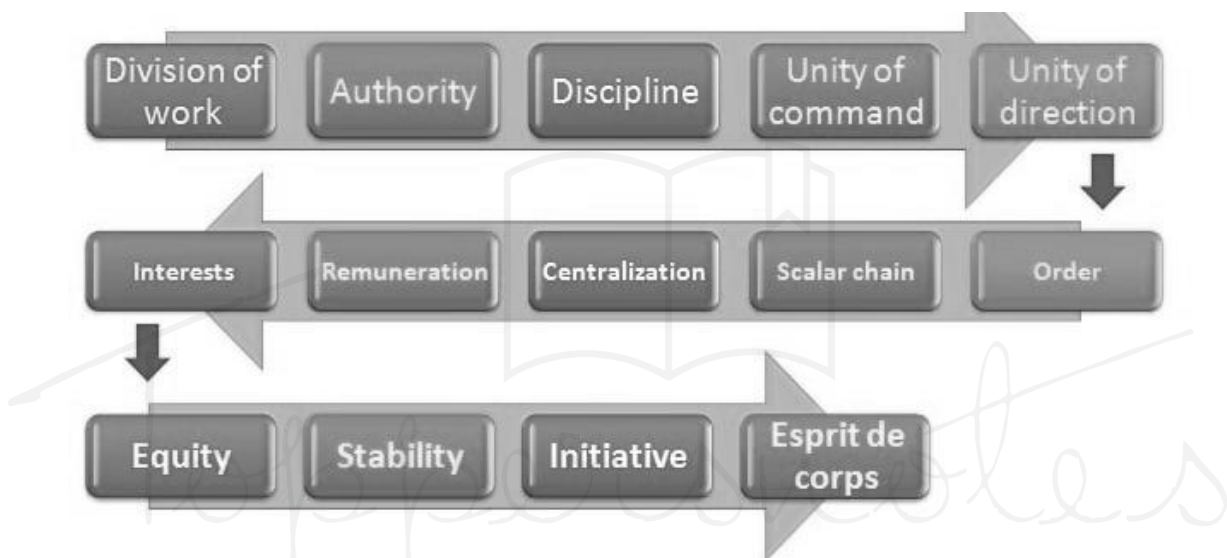 Division of
work
Authority
Discipline
Unity of
command
Unity of
direction
Interests
Remuneration
Centralization
Scalar chain
Order
Equity
Stability
Initiative
Esprit de
corps
Toppersnotes